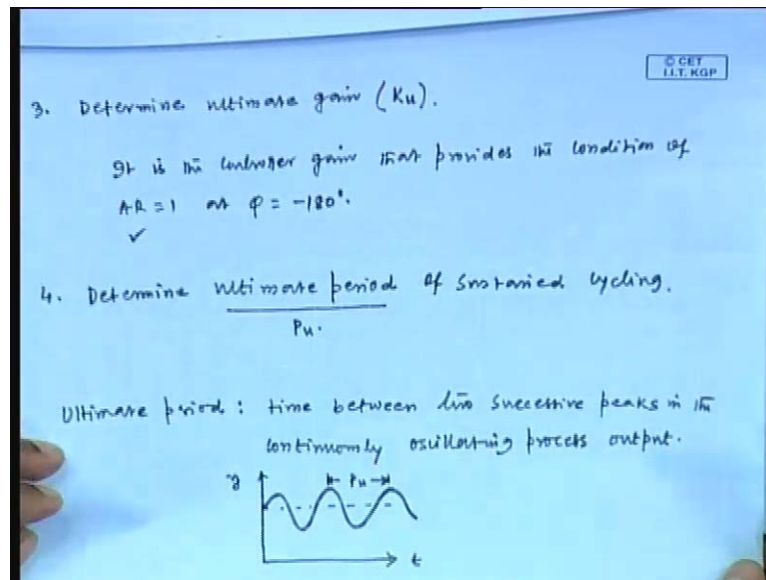 © CET
I.I.T. KGP
3. Determine ultimate gain (Ku).
It is the controller gain that provides the condition of
AR = 1 at φ = -180°.
✓
4. Determine ultimate period of sustained cycling.
Pu.
Ultimate period : time between two successive peaks in the
continuously oscillating process output.
y
Pu
t